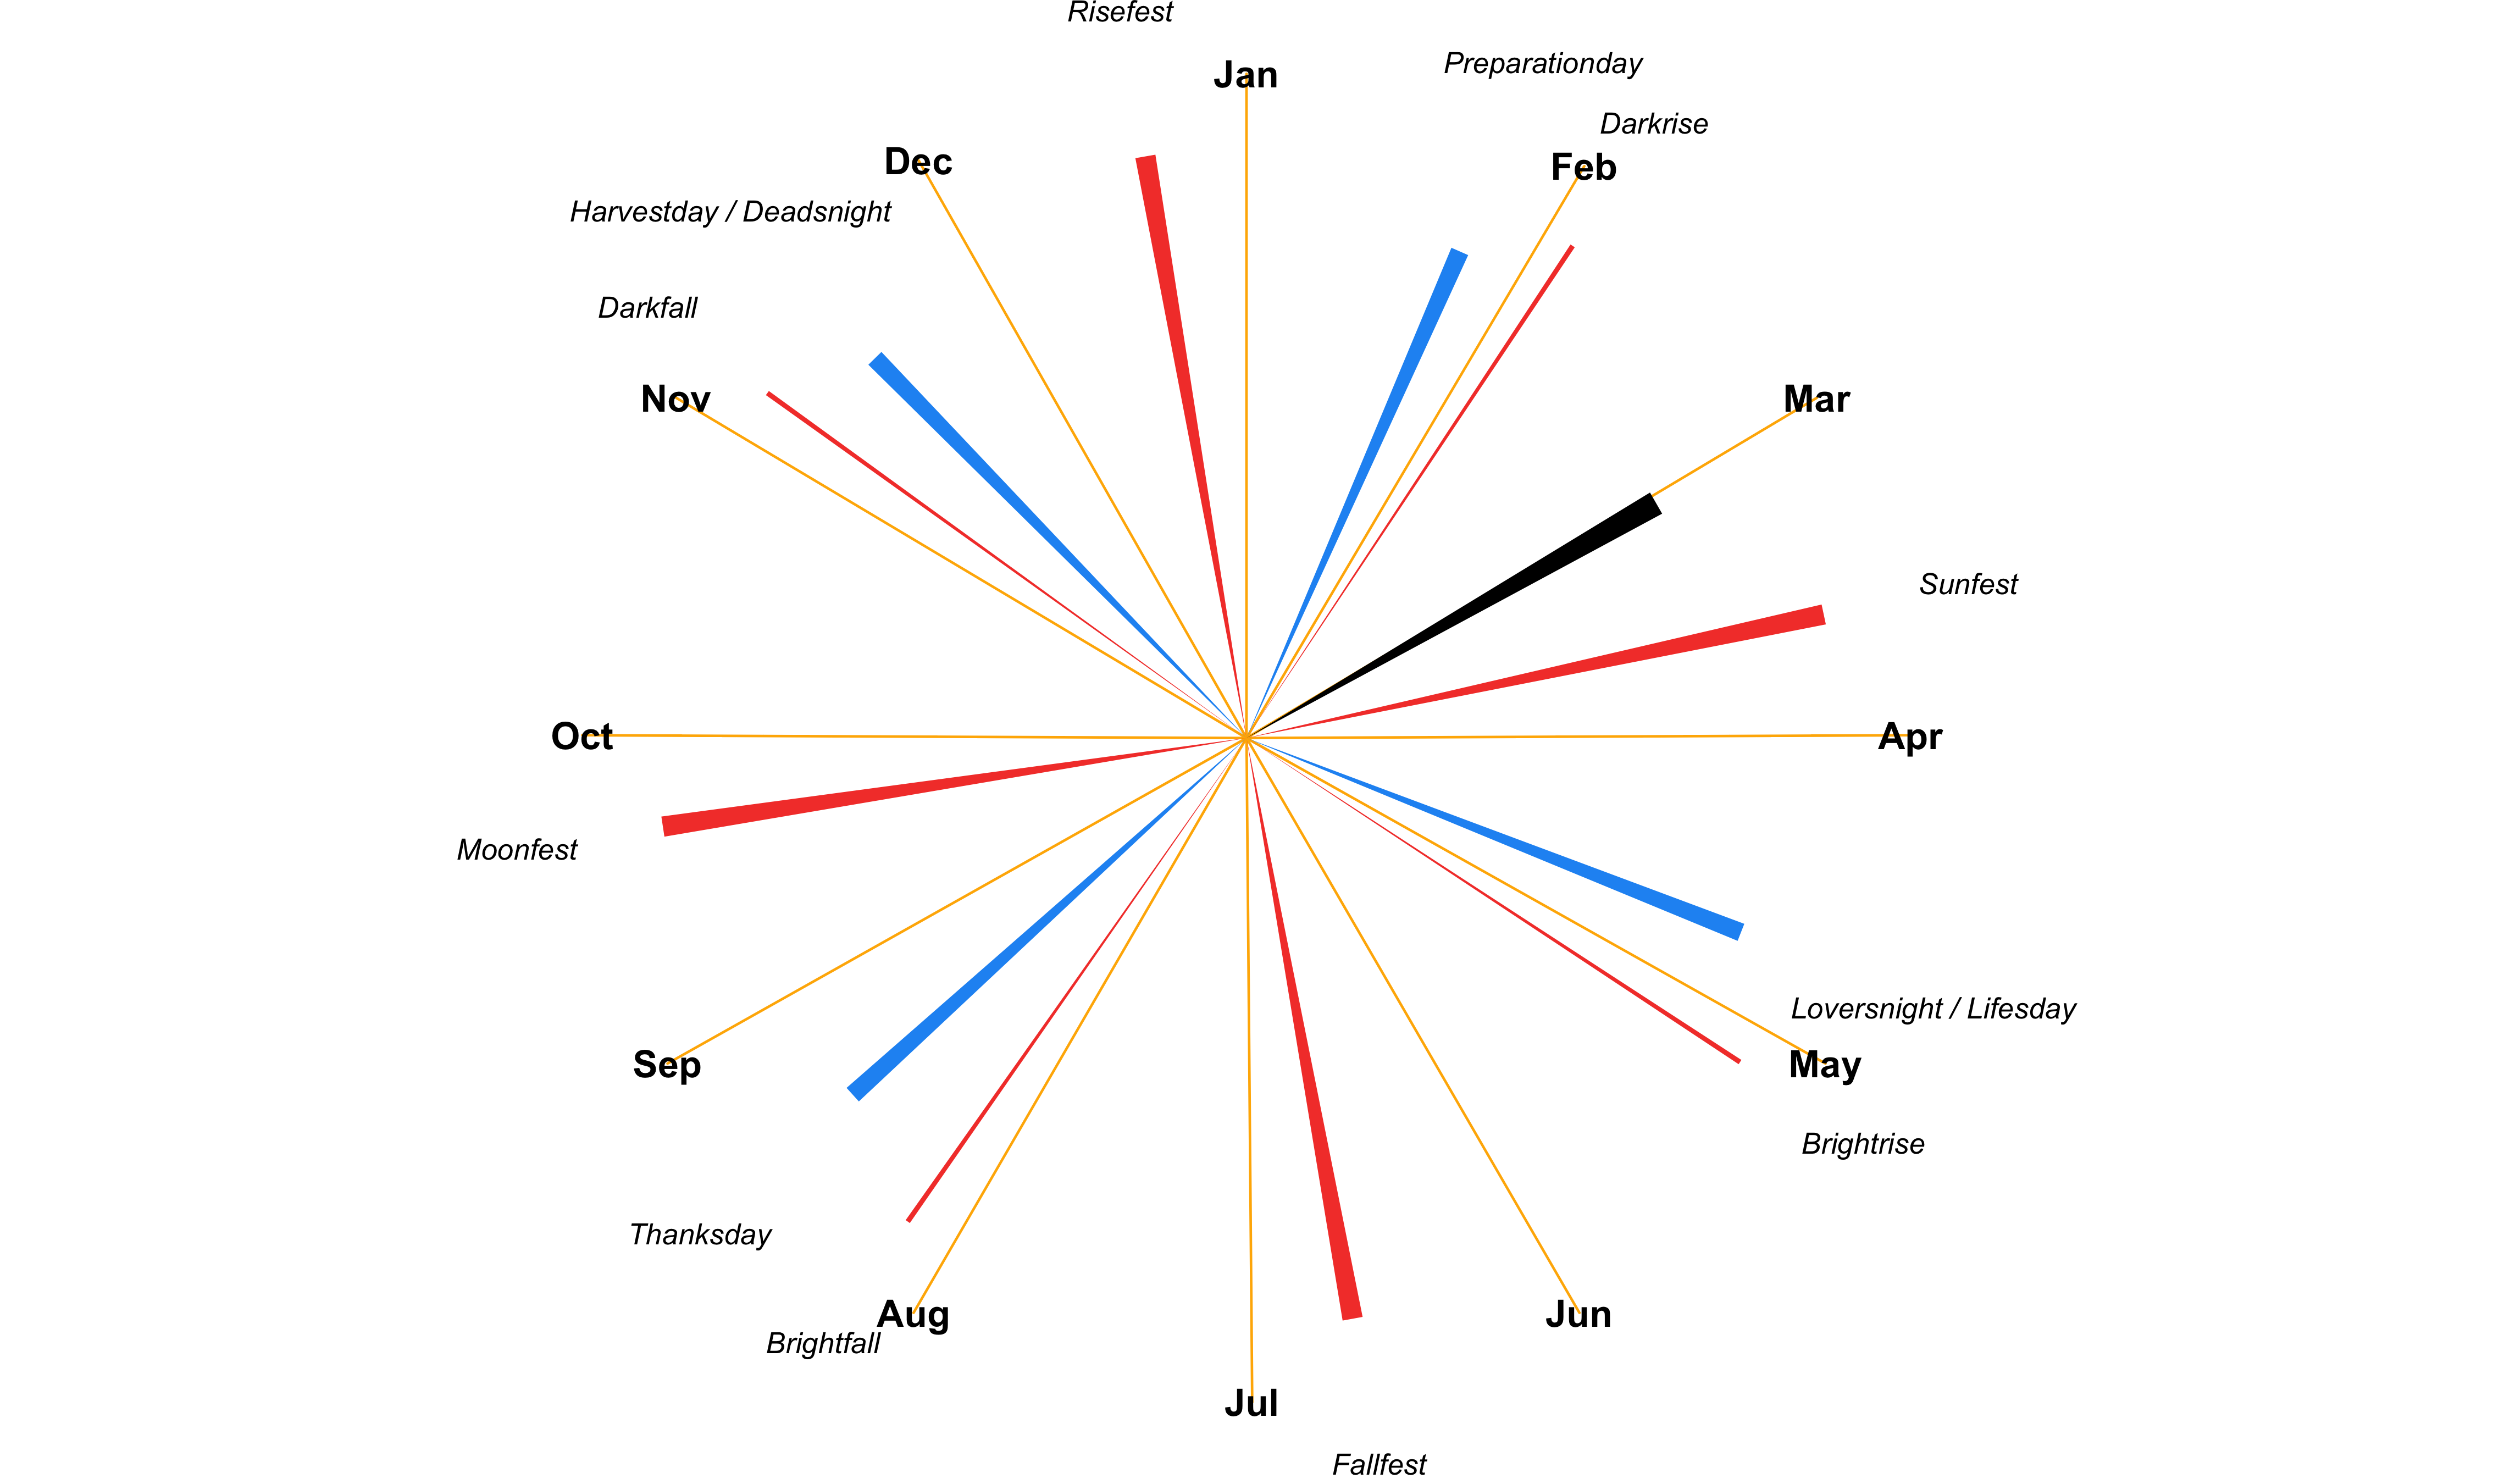 Risefest
Preparationday
Jan
Darkrise
Dec
Feb
Harvestday / Deadsnight
Darkfall
Nov
Mar
Sunfest
Oct
Apr
Moonfest
Loversnight / Lifesday
Sep
May
Brightrise
Thanksday
Aug
Jun
Brightfall
Jul
Fallfest